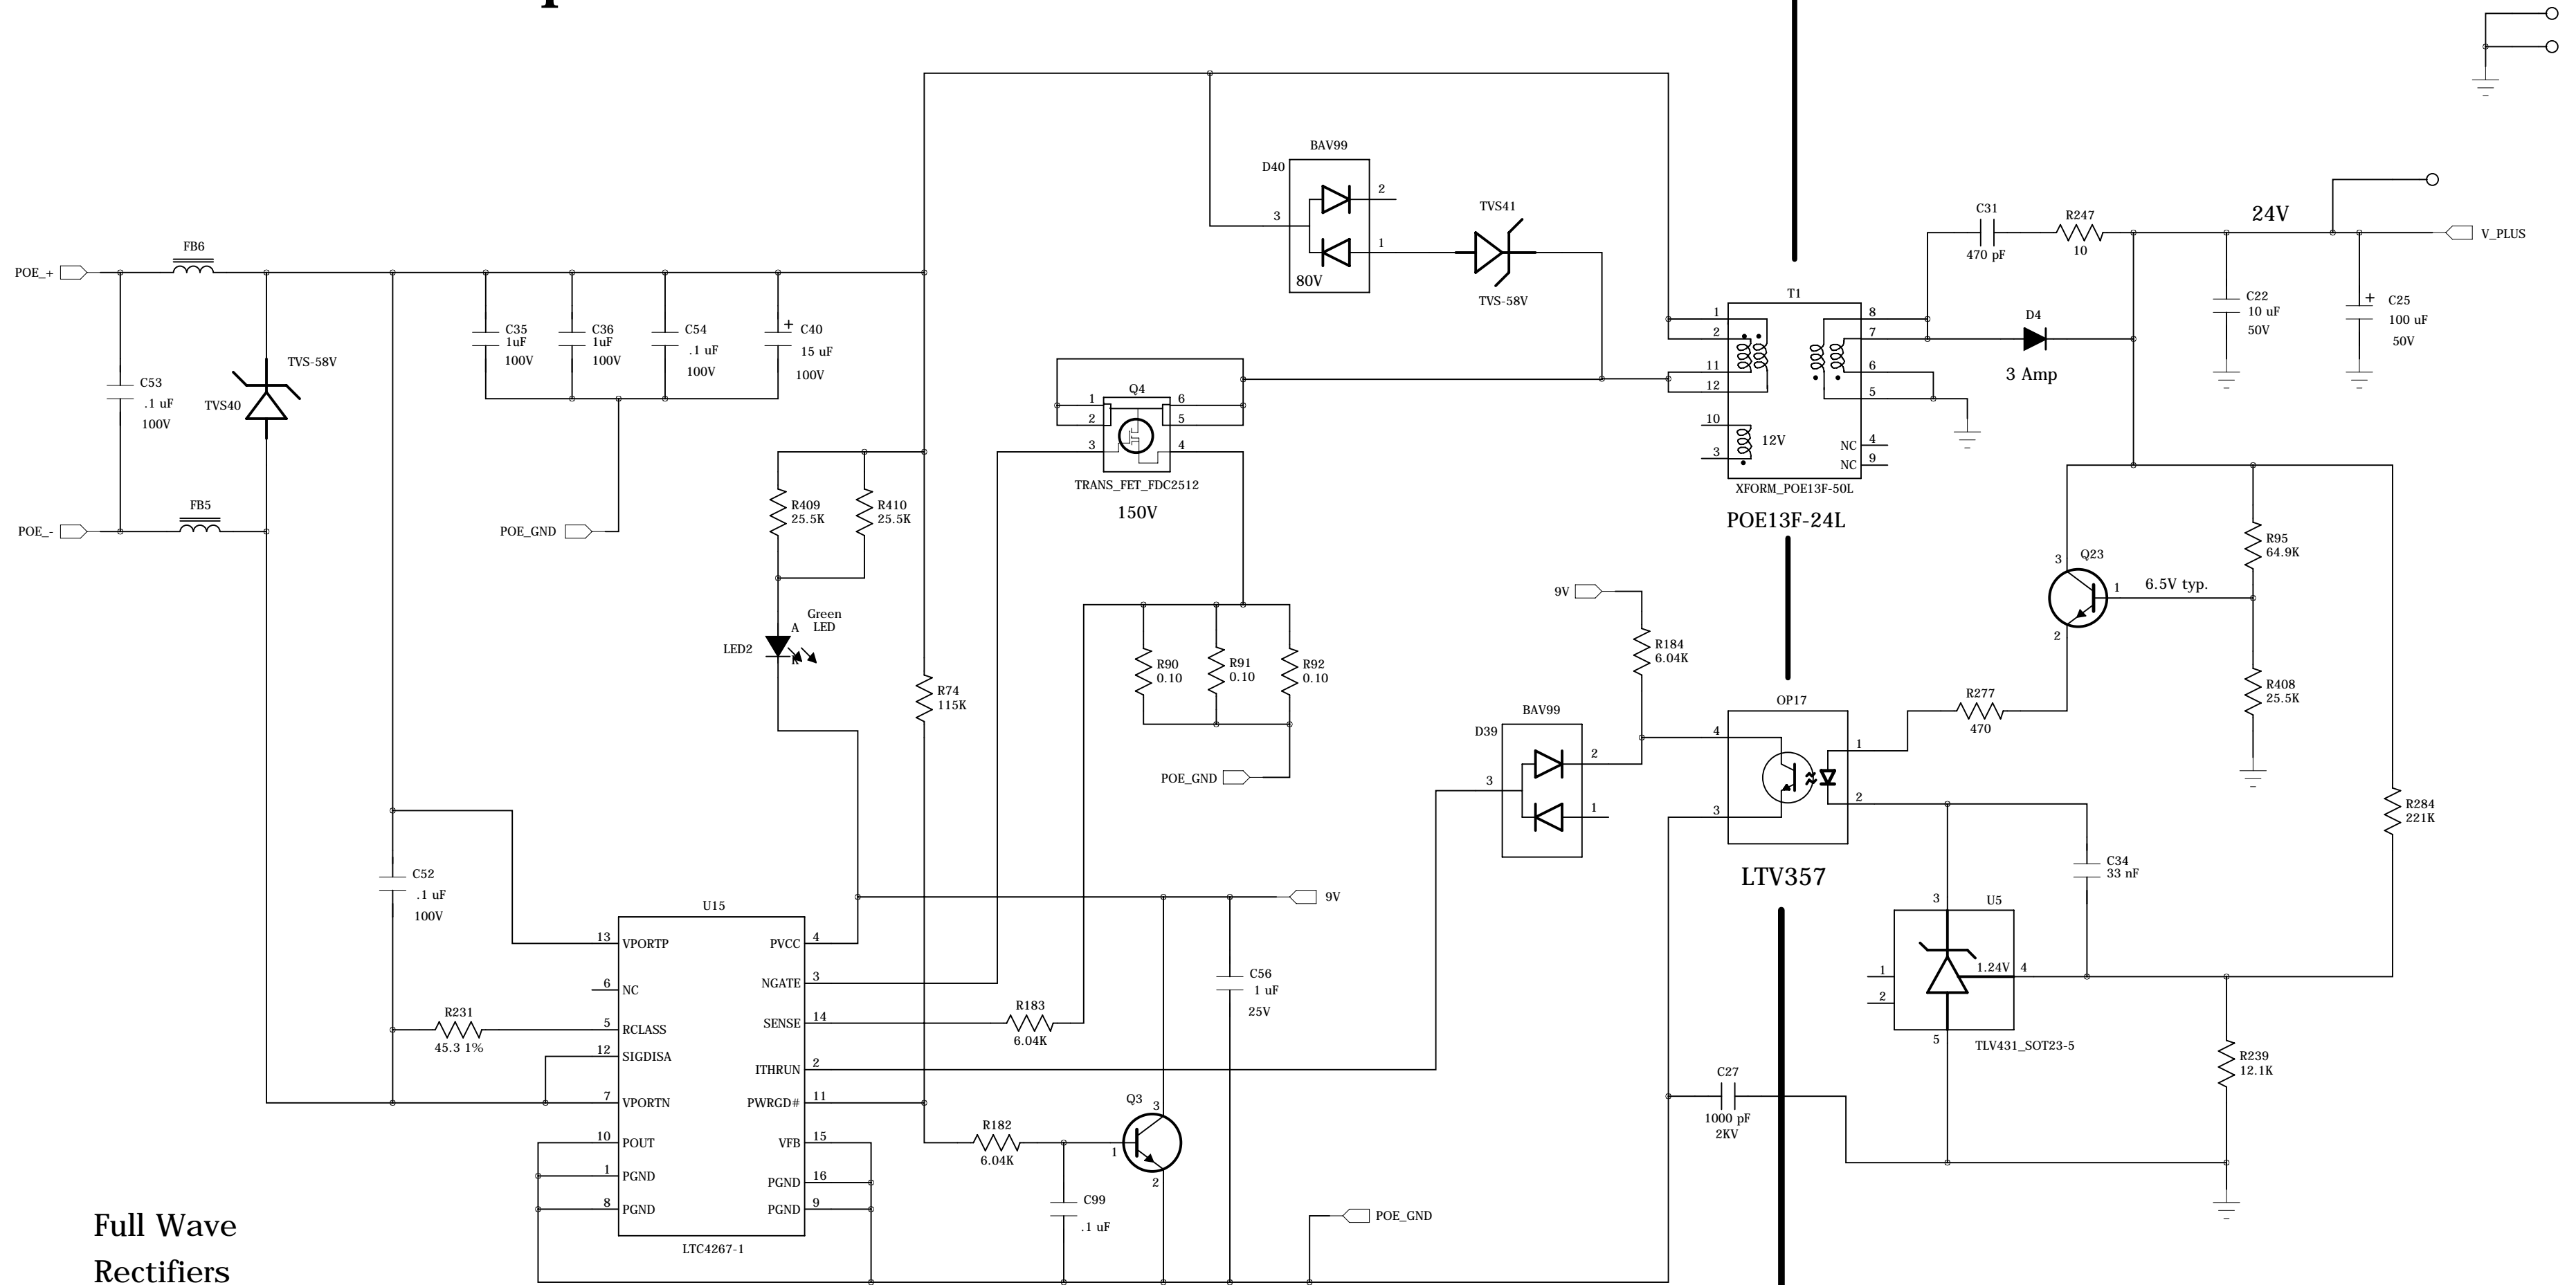 BAV99
D40
3
2
1
80V
TVS41
TVS-58V
24V
V_PLUS
C31
470 pF
R247
10
C22
10 uF
50V
C25
100 uF
50V
+
D4
3 Amp
FB6
POE_+
TVS-58V
TVS40
C53
.1 uF
100V
C35
1uF
100V
C36
1uF
100V
C54
.1 uF
100V
+
C40
15 uF
100V
FB5
POE_-
POE_GND
T1
1
2
11
12
10
3
12V
8
7
6
5
NC 4
NC 9
XFORM_POE13F-50L
POE13F-24L
Q4
1
2
3
6
5
4
TRANS_FET_FDC2512
150V
R409
25.5K
R410
25.5K
Green
LED
A
K
LED2
R74
115K
R90
0.10
R91
0.10
R92
0.10
POE_GND
9V
R184
6.04K
Q23
3
1
2
6.5V typ.
R95
64.9K
R408
25.5K
R277
470
R284
221K
BAV99
D39
3
2
1
OP17
4
3
1
2
LTV357
C34
33 nF
U5
3
1.24V
4
1
2
5
TLV431_SOT23-5
R239
12.1K
C27
1000 pF
2KV
C52
.1 uF
100V
R231
45.3 1%
U15
13 VPORTP
6 NC
5 RCLASS
12 SIGDISA
7 VPORTN
10 POUT
1 PGND
8 PGND
PVCC 4
NGATE 3
SENSE 14
ITHRUN 2
PWRGD# 11
VFB 15
PGND 16
PGND 9
LTC4267-1
9V
C56
1 uF
25V
R183
6.04K
R182
6.04K
Q3
3
1
2
C99
.1 uF
POE_GND
Full Wave
Rectifiers